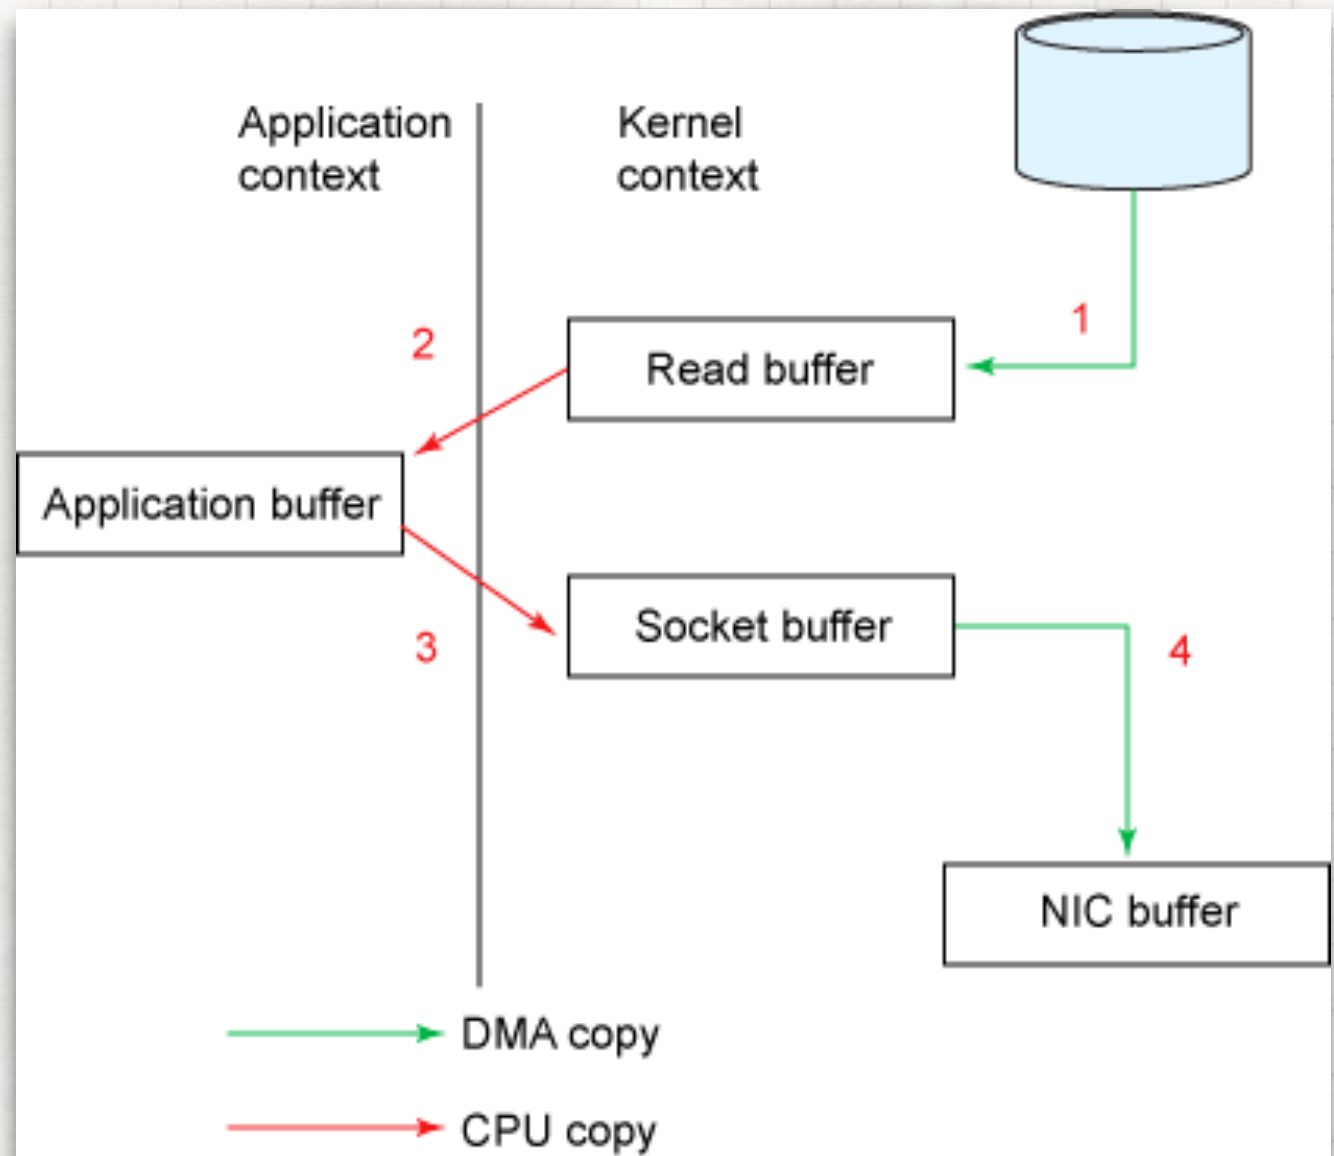 Application
context
Kernel
context
1
2
Read buffer
Application buffer
Socket buffer
3
4
NIC buffer
DMA copy
CPU copy